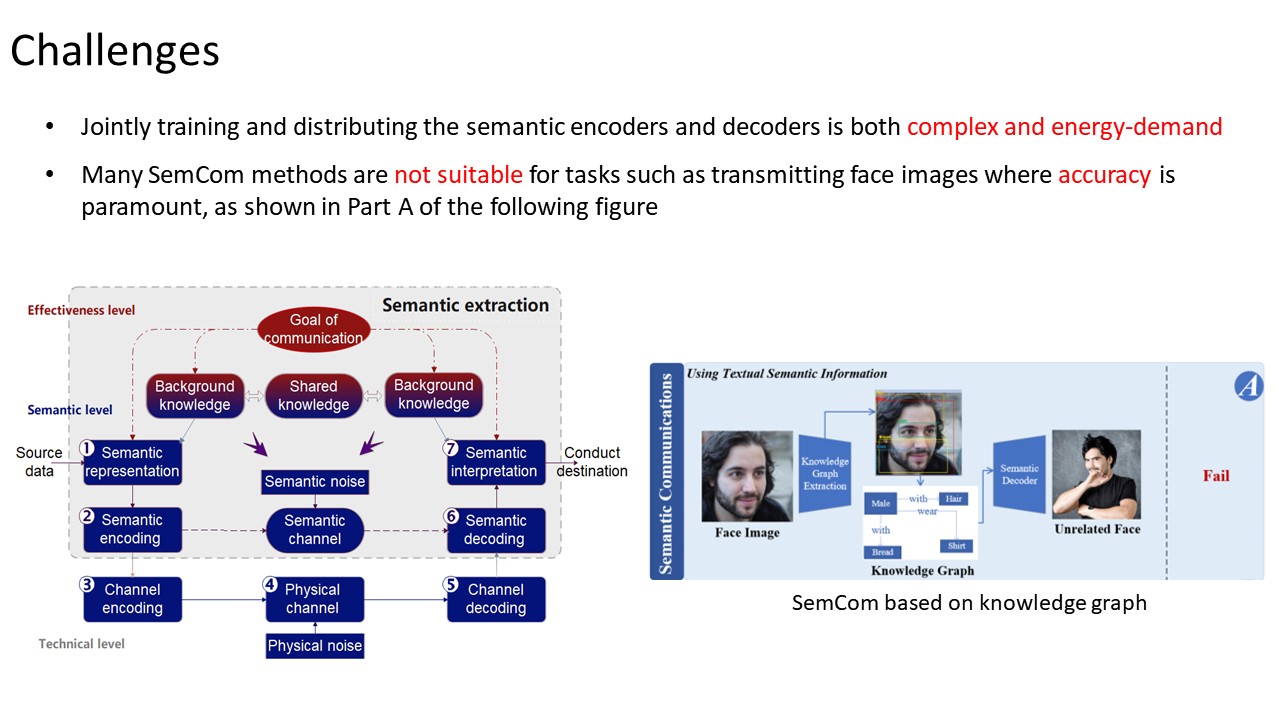 Challenges
• Jointly training and distributing the semantic encoders and decoders is both complex and energy-demand
• Many SemCom methods are not suitable for tasks such as transmitting face images where accuracy is
paramount, as shown in Part A of the following figure
Effectiveness level
Semantic extraction
Goal of
communication
Background
knowledge
Shared
knowledge
Background
knowledge
Semantic level
Source
data
1
Semantic
representation
Semantic noise
7
Semantic
interpretation
Conduct
destination
2
Semantic
encoding
Semantic
channel
6
Semantic
decoding
3
Channel
encoding
4
Physical
channel
5
Channel
decoding
Technical level
Physical noise
Semantic Communications
Using Textual Semantic Information
A
Face Image
Knowledge
Graph
Extraction
Male
with
Hair
wear
with
Bread
Shirt
Knowledge Graph
Semantic
Decoder
Unrelated Face
Fail
SemCom based on knowledge graph